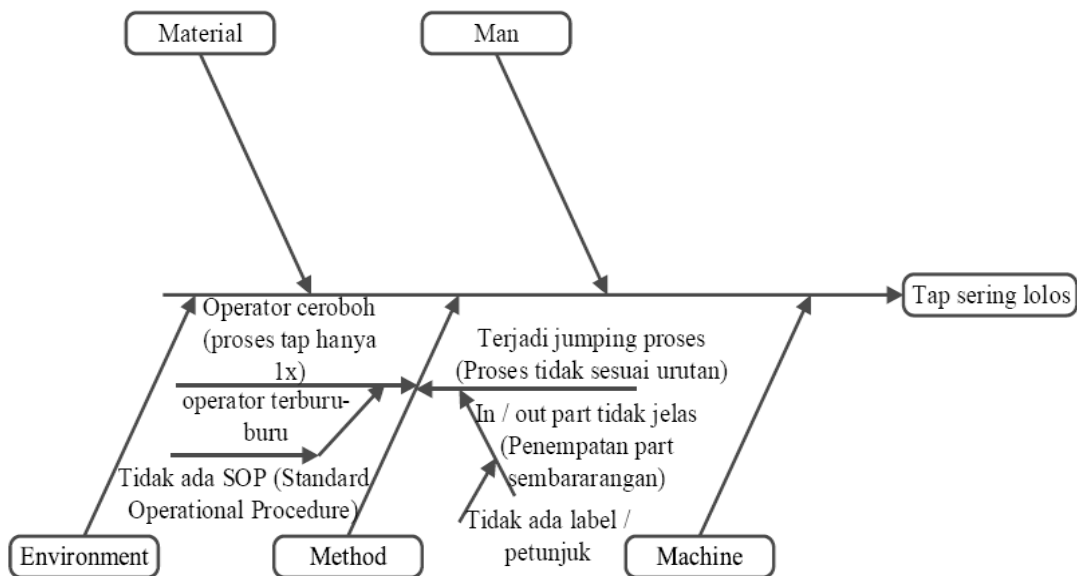 Material
Man
Tap sering lolos
Operator ceroboh
(proses tap hanya
1x)
operator terburu-
buru
Tidak ada SOP (Standard
Operational Procedure)
Terjadi jumping proses
(Proses tidak sesuai urutan)
In / out part tidak jelas
(Penempatan part
sembararangan)
Tidak ada label /
petunjuk
Environment
Method
Machine